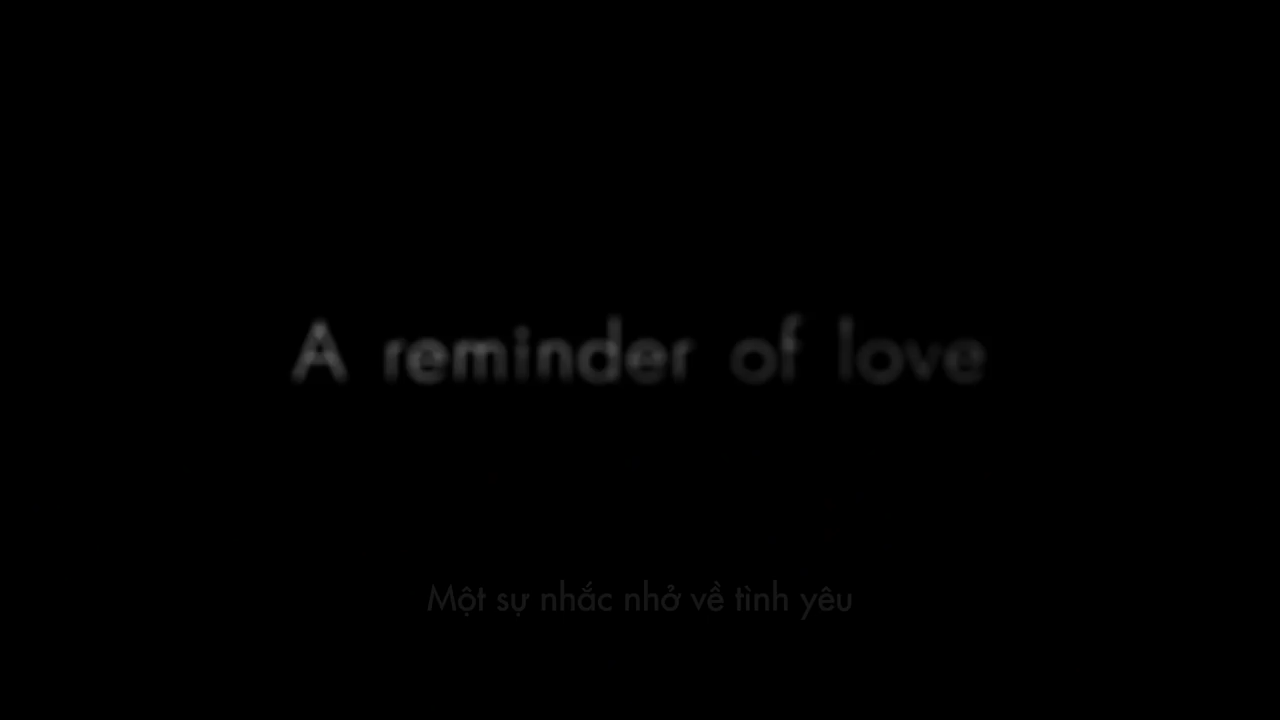 A reminder of love
Một sự nhắc nhở về tình yêu